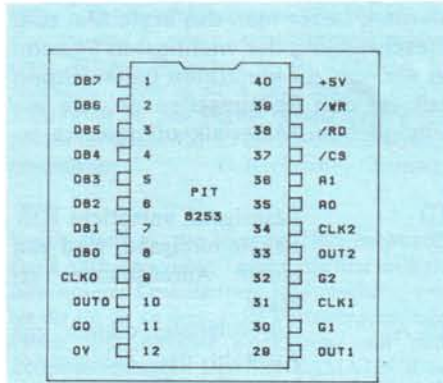 DB7 1 40 +5V
DB6 2 39 /WR
DB5 3 38 /RD
DB4 4 37 /CS
DB3 5 36 A1
DB2 6 PIT 35 A0
DB1 7 8253 34 CLK2
DB0 8 33 OUT2
CLK0 9 32 G2
OUT0 10 31 CLK1
G0 11 30 G1
0V 12 29 OUT1